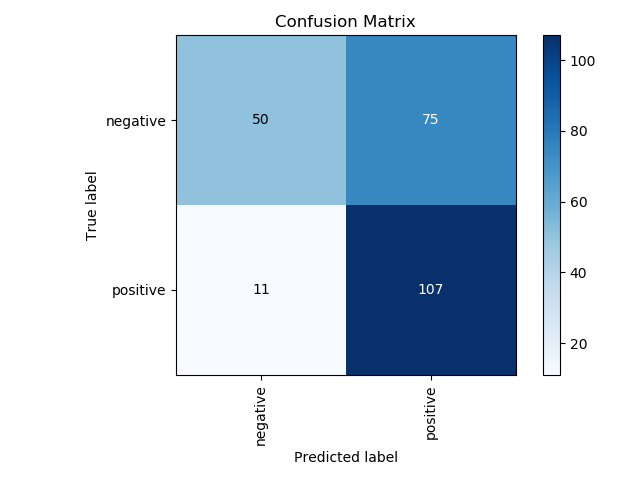 Confusion Matrix
negative
50
75
positive
11
107
True label
negative
positive
Predicted label
100
80
60
40
20